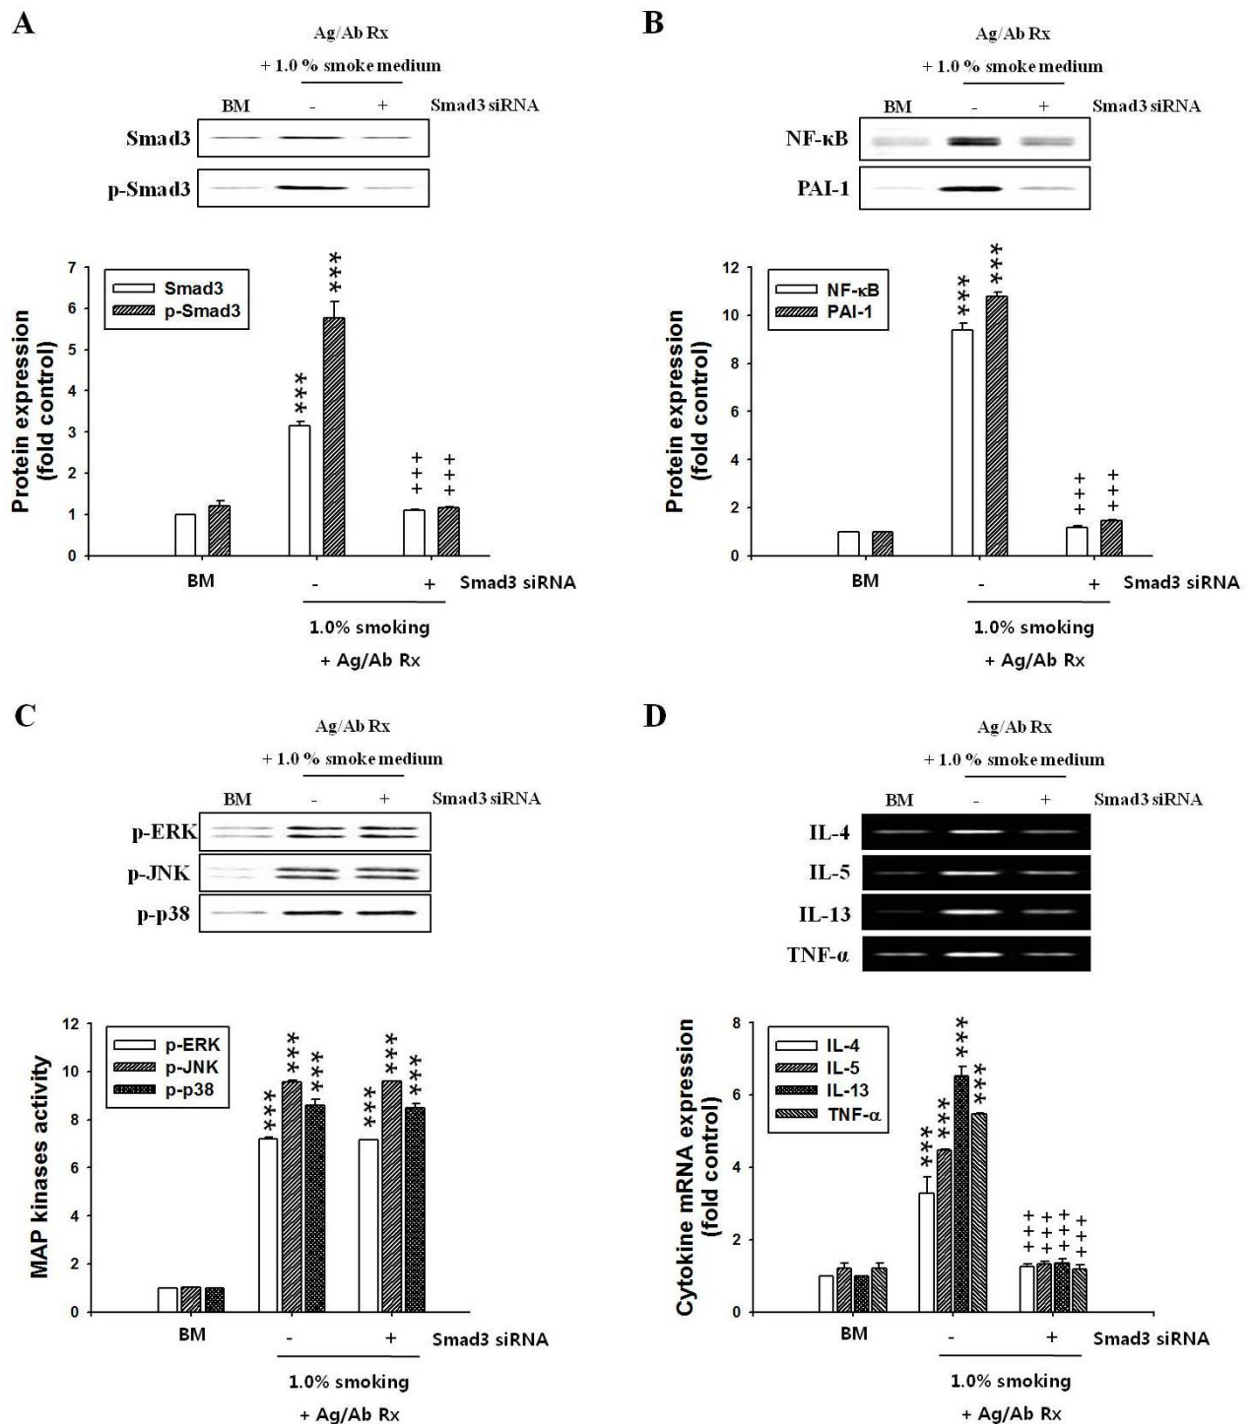 A
Ag/Ab Rx
+ 1.0 % smoke medium
BM - + Smad3 siRNA
Smad3
p-Smad3
Smad3
p-Smad3
Protein expression
(fold control)
7
6
5
4
3
2
1
0
***
***
+++
+++
BM - + Smad3 siRNA
1.0% smoking
+ Ag/Ab Rx
B
Ag/Ab Rx
+ 1.0 % smoke medium
BM - + Smad3 siRNA
NF-κB
PAI-1
NF-κB
PAI-1
Protein expression
(fold control)
12
10
8
6
4
2
0
***
***
+++
+++
BM - + Smad3 siRNA
1.0% smoking
+ Ag/Ab Rx
C
Ag/Ab Rx
+ 1.0 % smoke medium
BM - + Smad3 siRNA
p-ERK
p-JNK
p-p38
p-ERK
p-JNK
p-p38
MAP kinases activity
12
10
8
6
4
2
0
***
***
***
***
***
***
BM - + Smad3 siRNA
1.0% smoking
+ Ag/Ab Rx
D
Ag/Ab Rx
+ 1.0 % smoke medium
BM - + Smad3 siRNA
IL-4
IL-5
IL-13
TNF-α
IL-4
IL-5
IL-13
TNF-α
Cytokine mRNA expression
(fold control)
8
6
4
2
0
***
***
***
***
+++
+++
+++
+++
BM - + Smad3 siRNA
1.0% smoking
+ Ag/Ab Rx